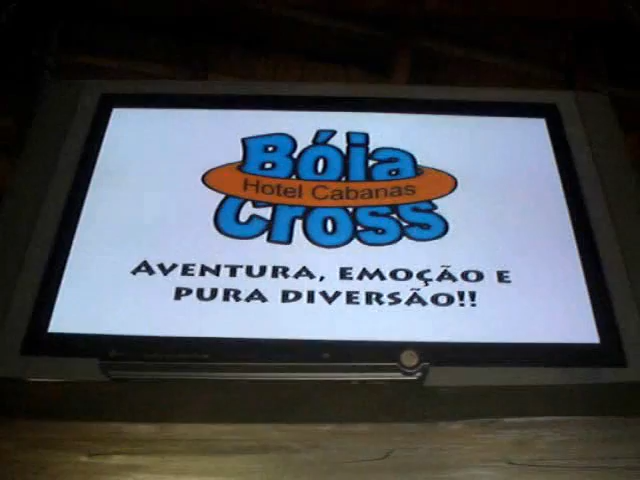 Bóia
Hotel Cabanas
Cross
AVENTURA, EMOÇÃO E
PURA DIVERSÃO!!